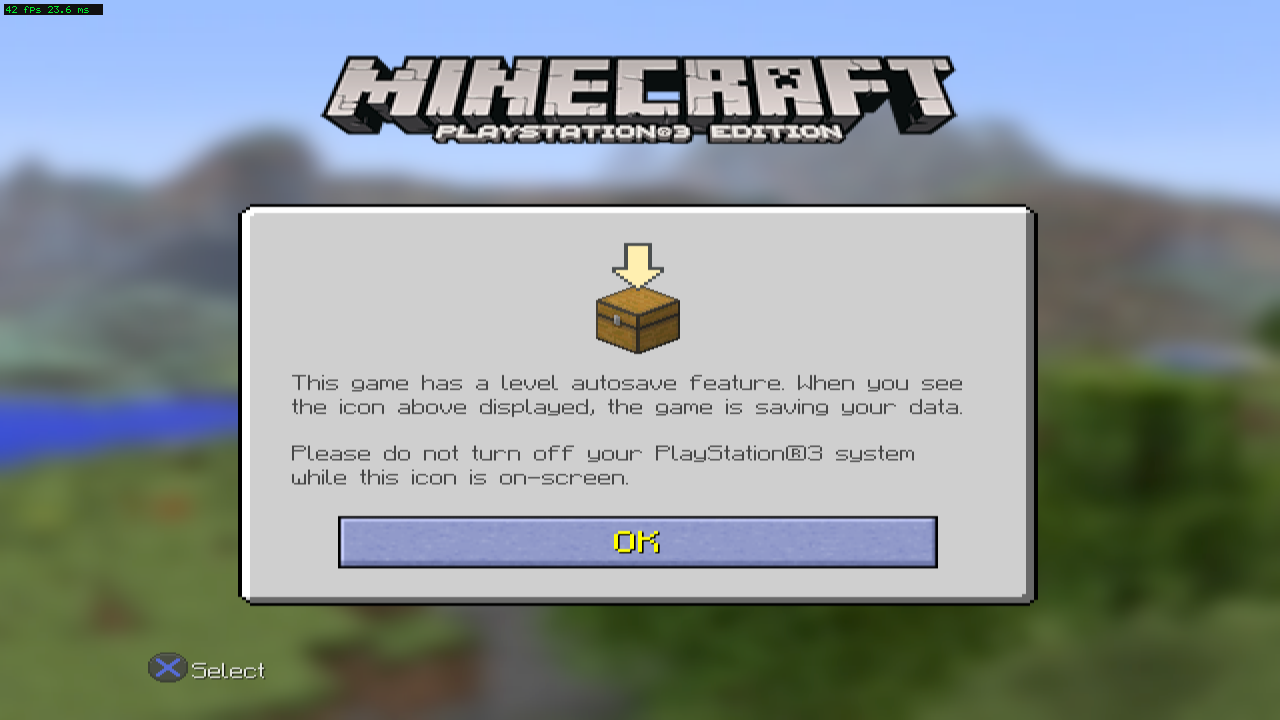 42 fps 23.6 ms
MINECRAFT
PLAYSTATION®3 EDITION
This game has a level autosave feature. When you see
the icon above displayed, the game is saving your data.
Please do not turn off your PlayStation®3 system
while this icon is on-screen.
OK
Select